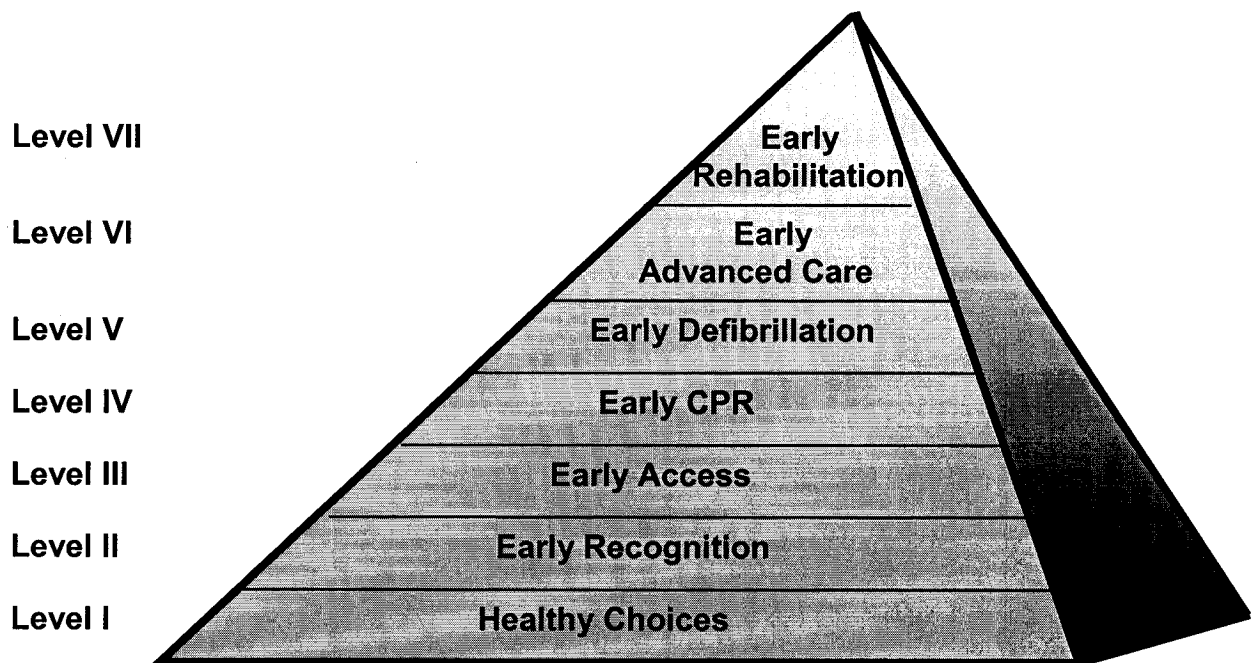 Level VII
Early
Rehabilitation
Level VI
Early
Advanced Care
Level V
Early Defibrillation
Level IV
Early CPR
Level III
Early Access
Level II
Early Recognition
Level I
Healthy Choices